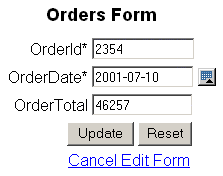 Orders Form
OrderId* 2354
OrderDate* 2001-07-10
OrderTotal 46257
Update Reset
Cancel Edit Form